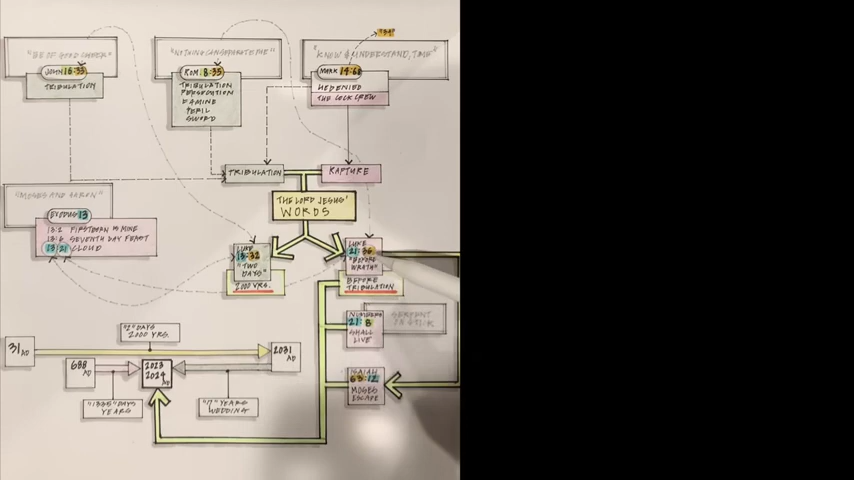 "BE OF GOOD CHEER"
JOHN 16:33
TRIBULATION
"NOTHING CAN SEPARATE ME"
ROM 8:35
TRIBULATION
PERSECUTION
FAMINE
PERIL
SWORD
"KNOW & UNDERSTAND, TIME"
MARK
HE DENIED
THE COCK CREW
TRIBULATION
RAPTURE
THE LORD JESUS'
WORDS
"MOSES AND AARON"
EXODUS 13
13:2 FIRSTBORN IS MINE
13:6 SEVENTH DAY FEAST
13:21 CLOUD
LUKE
13:32
"TWO
DAYS"
2000 YRS.
LUKE
21:36
"BEFORE
WRATH"
BEFORE
TRIBULATION
NUMBERS
21:8
SHALL
LIVE
SERPENT
ON STICK
ISAIAH
63:12
MOSES
ESCAPE
"2" DAYS
2000 YRS.
31 AD
2031
AD
688
AD
2023
2024
AD
"1335" DAYS
YEARS
"7" YEARS
WEDDING